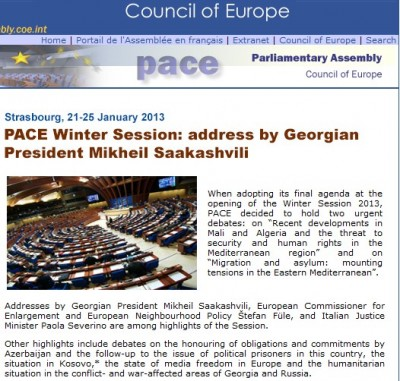 Council of Europe
bly.coe.int
Home | Portail de l'Assemblée en français | Extranet | Council of Europe | Search
pace
Parliamentary Assembly
Council of Europe
Strasbourg, 21-25 January 2013
PACE Winter Session: address by Georgian
President Mikheil Saakashvili
When adopting its final agenda at the
opening of the Winter Session 2013,
PACE decided to hold two urgent
debates: on “Recent developments in
Mali and Algeria and the threat to
security and human rights in the
Mediterranean region” and on
“Migration and asylum: mounting
tensions in the Eastern Mediterranean”.
Addresses by Georgian President Mikheil Saakashvili, European Commissioner for
Enlargement and European Neighbourhood Policy Štefan Füle, and Italian Justice
Minister Paola Severino are among highlights of the Session.
Other highlights include debates on the honouring of obligations and commitments by
Azerbaijan and the follow-up to the issue of political prisoners in this country, the
situation in Kosovo,* the state of media freedom in Europe and the humanitarian
situation in the conflict- and war-affected areas of Georgia and Russia.